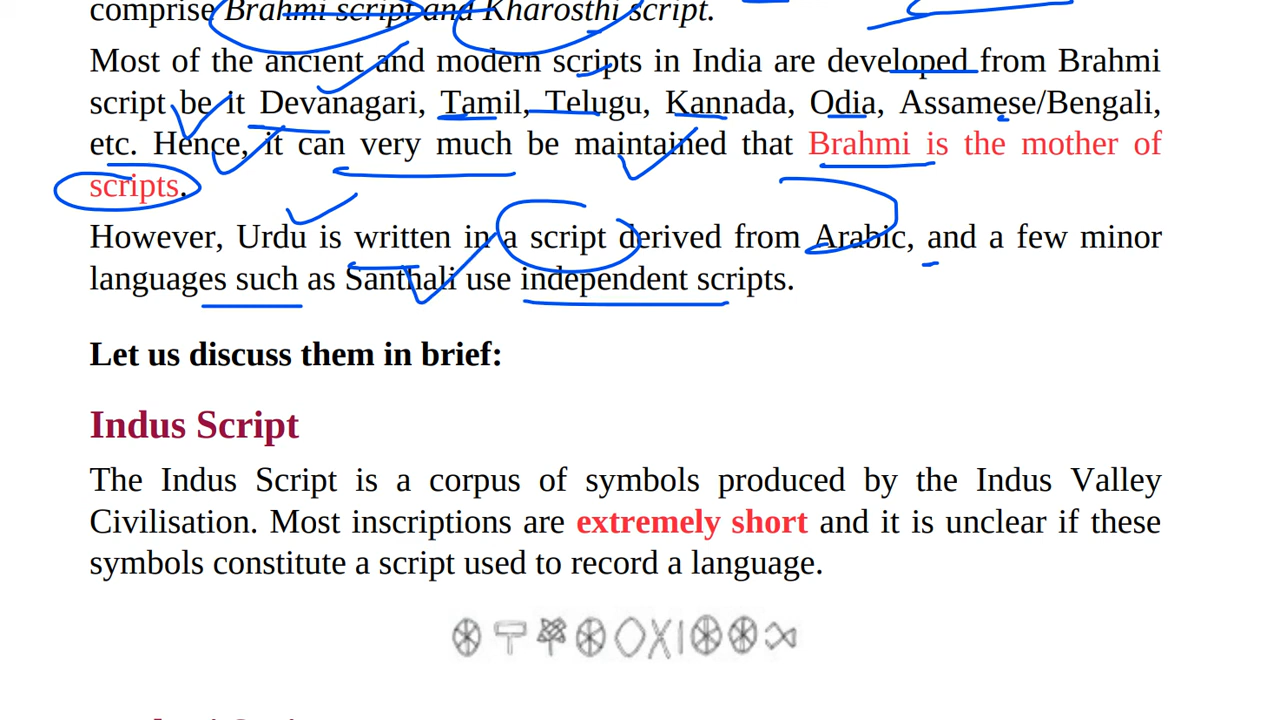 comprise Brahmi script and Kharosthi script.
Most of the ancient and modern scripts in India are developed from Brahmi
script be it Devanagari, Tamil, Telugu, Kannada, Odia, Assamese/Bengali,
etc. Hence, it can very much be maintained that Brahmi is the mother of
scripts.
However, Urdu is written in a script derived from Arabic, and a few minor
languages such as Santhali use independent scripts.
Let us discuss them in brief:
Indus Script
The Indus Script is a corpus of symbols produced by the Indus Valley
Civilisation. Most inscriptions are extremely short and it is unclear if these
symbols constitute a script used to record a language.